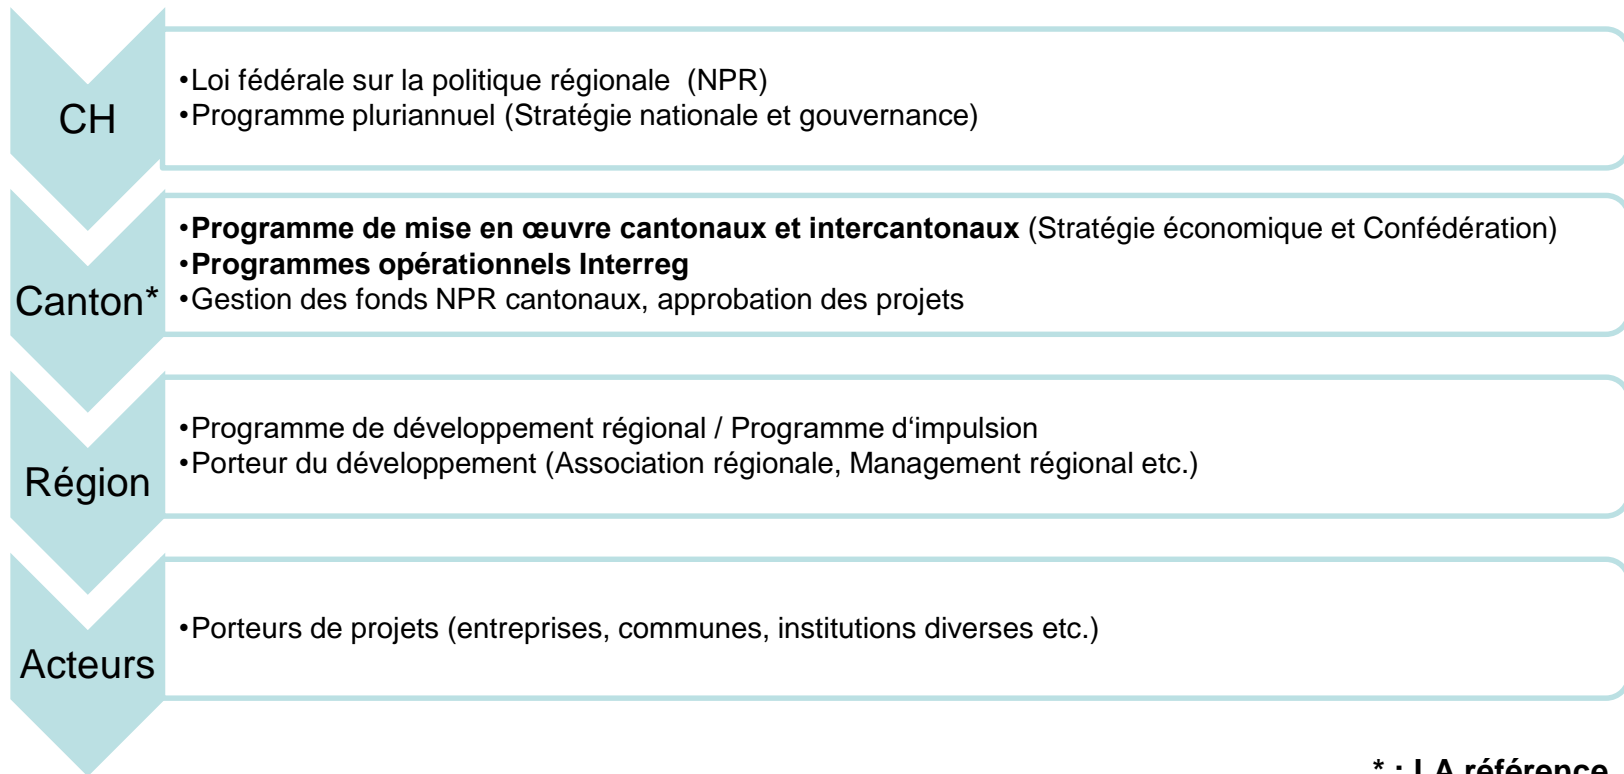 CH
•Loi fédérale sur la politique régionale (NPR)
•Programme pluriannuel (Stratégie nationale et gouvernance)
Canton*
•Programme de mise en œuvre cantonaux et intercantonaux (Stratégie économique et Confédération)
•Programmes opérationnels Interreg
•Gestion des fonds NPR cantonaux, approbation des projets
Région
•Programme de développement régional / Programme d‘impulsion
•Porteur du développement (Association régionale, Management régional etc.)
Acteurs
•Porteurs de projets (entreprises, communes, institutions diverses etc.)
* : LA référence